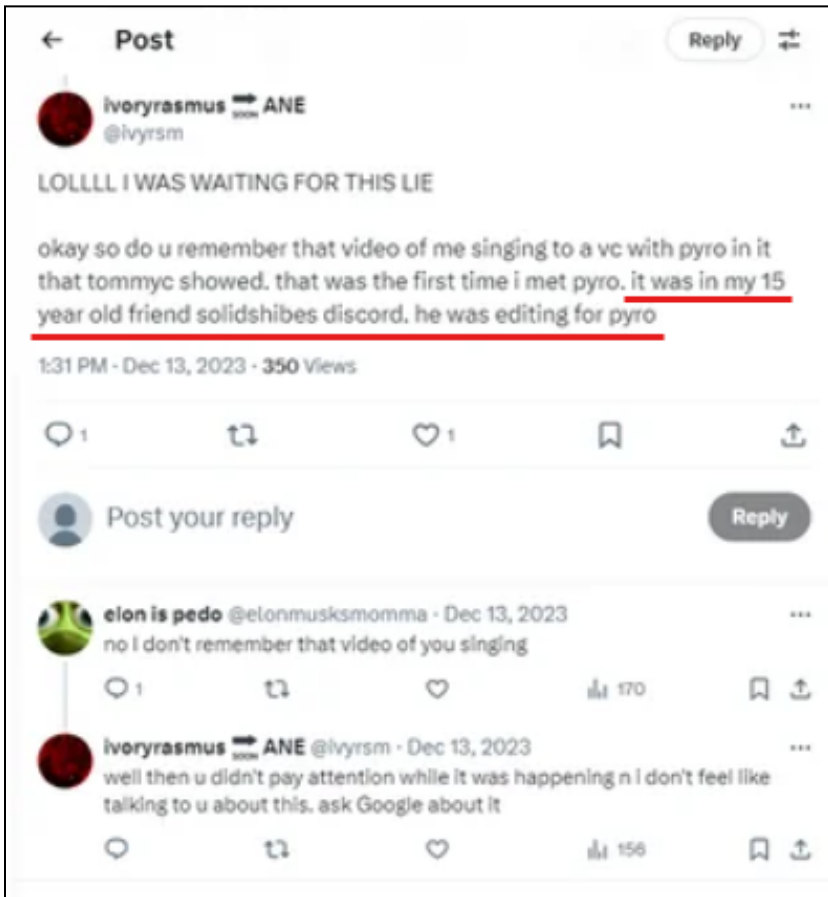 Post
Reply
ivoryrasmus SOON ANE
@ivyrsm
LOLLLL I WAS WAITING FOR THIS LIE
okay so do u remember that video of me singing to a vc with pyro in it
that tommyc showed. that was the first time i met pyro. it was in my 15
year old friend solidshibes discord. he was editing for pyro
1:31 PM · Dec 13, 2023 · 350 Views
1
1
Post your reply
Reply
elon is pedo @elonmusksmomma · Dec 13, 2023
no I don't remember that video of you singing
1
170
ivoryrasmus SOON ANE @ivyrsm · Dec 13, 2023
well then u didn't pay attention while it was happening n i don't feel like
talking to u about this. ask Google about it
156